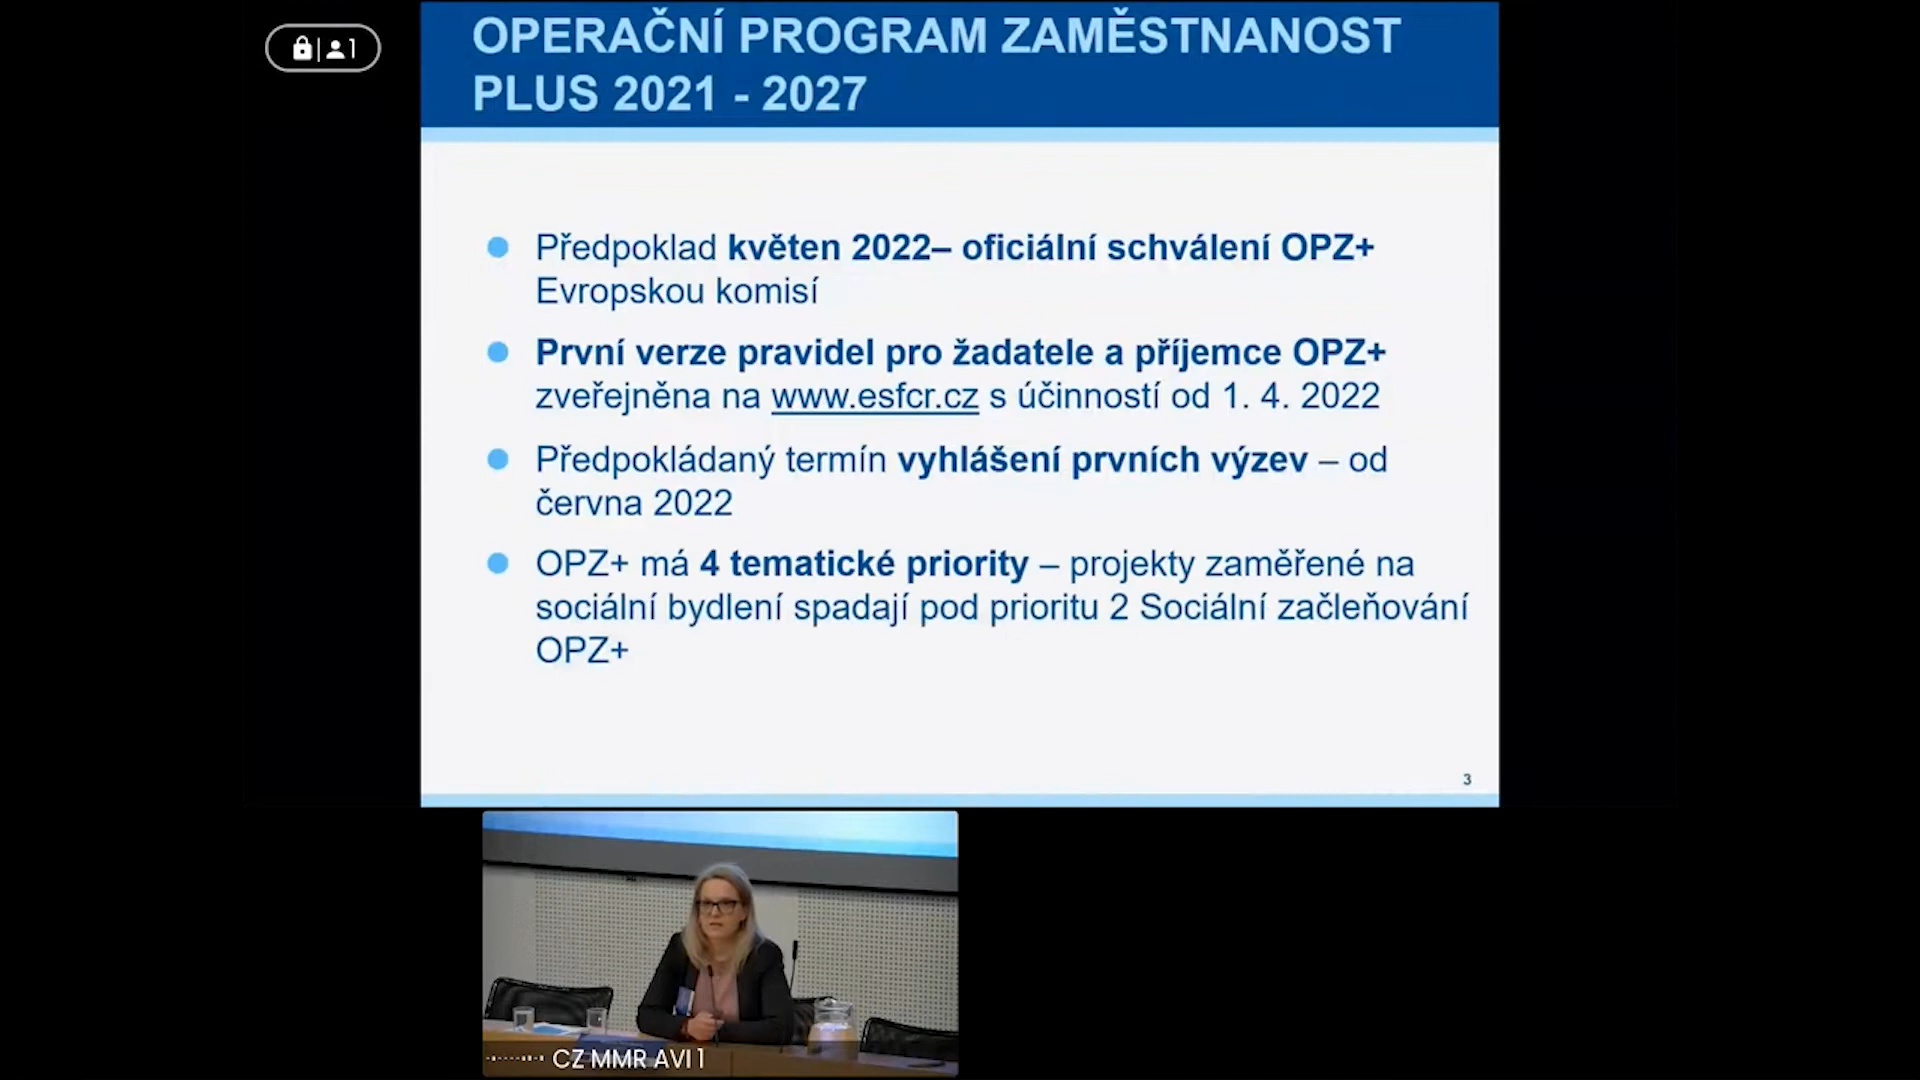 1
OPERAČNÍ PROGRAM ZAMĚSTNANOST
PLUS 2021 - 2027
Předpoklad květen 2022– oficiální schválení OPZ+
Evropskou komisí
První verze pravidel pro žadatele a příjemce OPZ+
zveřejněna na www.esfcr.cz s účinností od 1. 4. 2022
Předpokládaný termín vyhlášení prvních výzev – od
června 2022
OPZ+ má 4 tematické priority – projekty zaměřené na
sociální bydlení spadají pod prioritu 2 Sociální začleňování
OPZ+
3
CZ MMR AVI 1